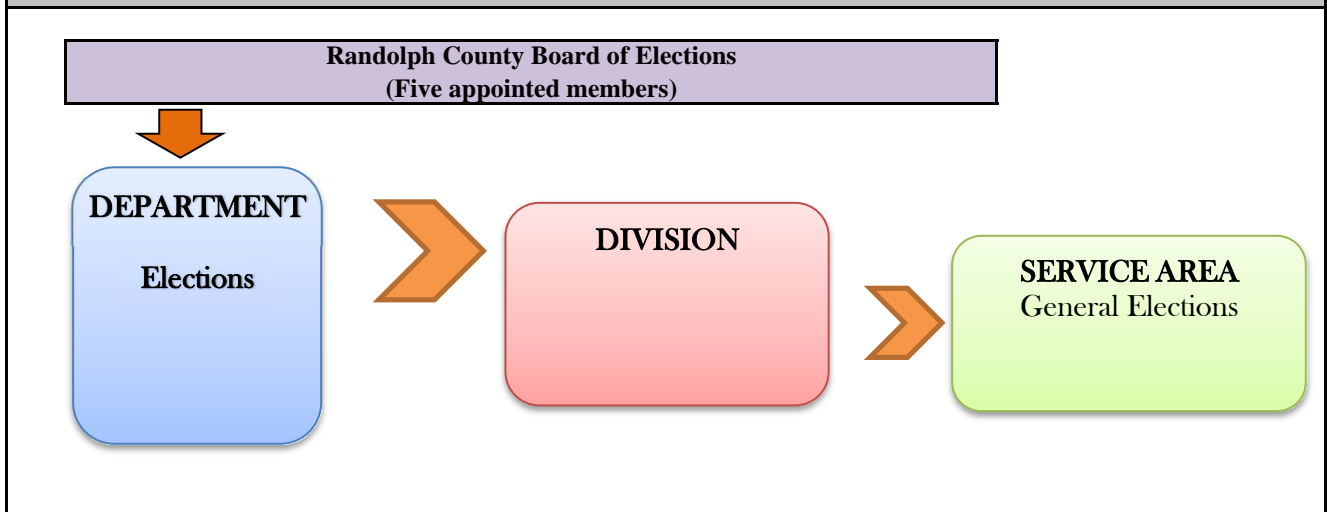 Randolph County Board of Elections
(Five appointed members)
DEPARTMENT
Elections
DIVISION
SERVICE AREA
General Elections